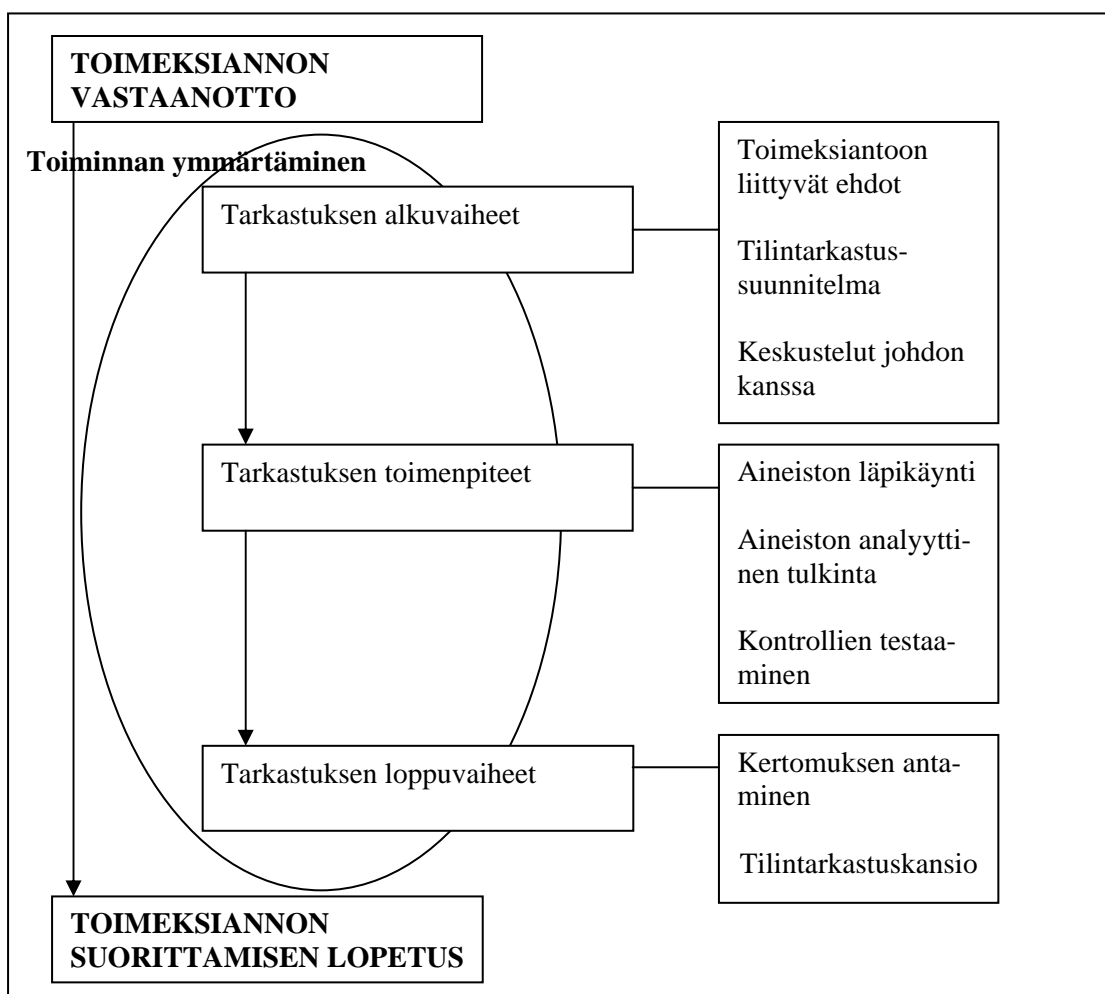 TOIMEKSIANNON
VASTAANOTTO
Toiminnan ymmärtäminen
Tarkastuksen alkuvaiheet
Toimeksiantoon
liittyvät ehdot
Tilintarkastus-
suunnitelma
Keskustelut johdon
kanssa
Tarkastuksen toimenpiteet
Aineiston läpikäynti
Aineiston analyytti-
nen tulkinta
Kontrollien testaa-
minen
Tarkastuksen loppuvaiheet
Kertomuksen anta-
minen
Tilintarkastuskansio
TOIMEKSIANNON
SUORITTAMISEN LOPETUS